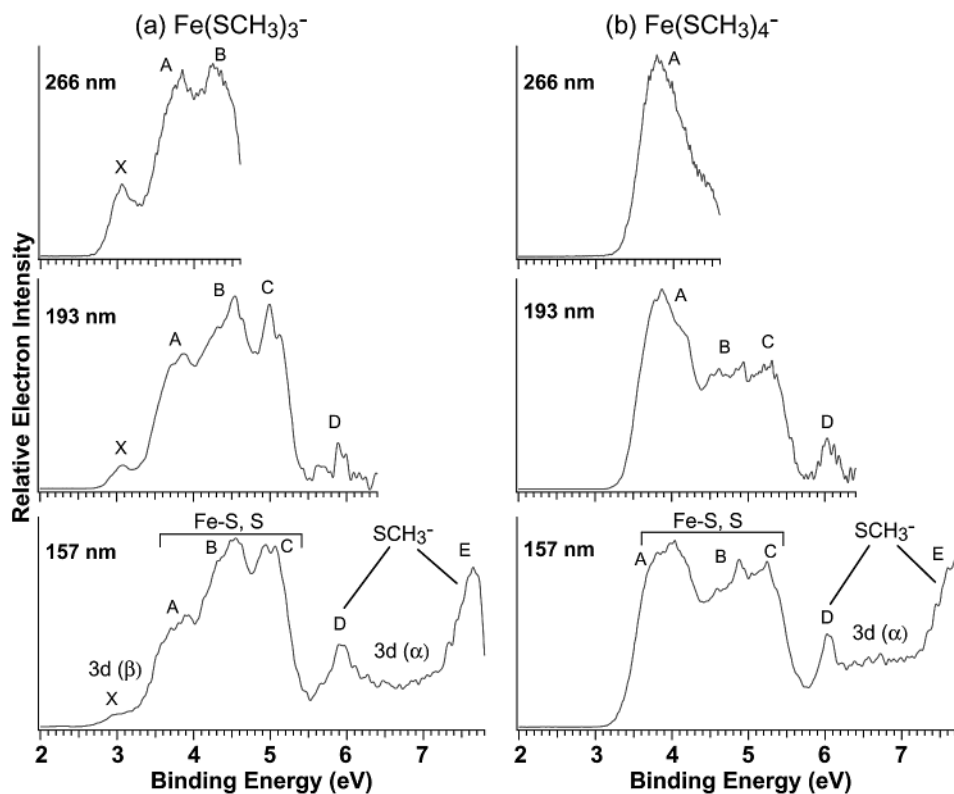 (a) Fe(SCH₃)₃⁻
266 nm
X
A
B
193 nm
X
A
B
C
D
157 nm
Fe-S, S
SCH₃⁻
3d (β)
X
A
B
C
D
3d (α)
E
2 3 4 5 6 7
Binding Energy (eV)
Relative Electron Intensity
(b) Fe(SCH₃)₄⁻
266 nm
A
193 nm
A
B
C
D
157 nm
Fe-S, S
SCH₃⁻
A
B
C
D
3d (α)
E
2 3 4 5 6 7
Binding Energy (eV)